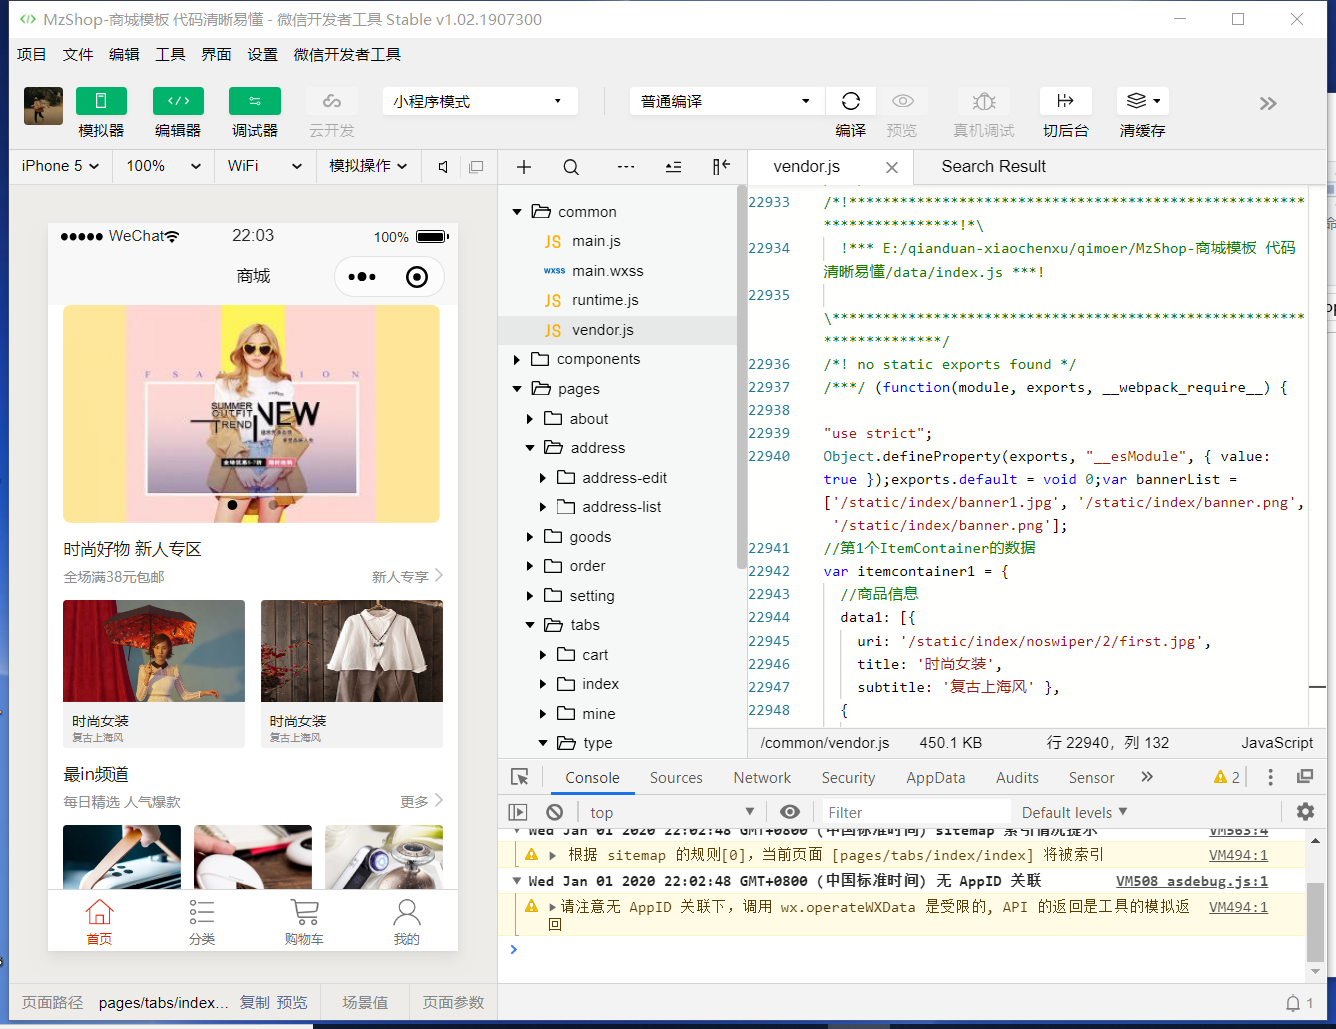 MzShop-商城模板 代码清晰易懂 - 微信开发者工具 Stable v1.02.1907300
项目 文件 编辑 工具 界面 设置 微信开发者工具
模拟器 编辑器 调试器 云开发
小程序模式
普通编译
编译 预览 真机调试 切后台 清缓存
iPhone 5 100% WiFi 模拟操作
WeChat 22:03 100%
商城
F S A I O N
SUMMER
OUTFIT
TREND
NEW
时尚好物 新人专区
全场满38元包邮 新人专享
时尚女装
复古上海风
时尚女装
复古上海风
最in频道
每日精选 人气爆款 更多
首页 分类 购物车 我的
页面路径 pages/tabs/index... 复制 预览 场景值 页面参数
common
JS main.js
wxss main.wxss
JS runtime.js
JS vendor.js
components
pages
about
address
address-edit
address-list
goods
order
setting
tabs
cart
index
mine
type
vendor.js Search Result
22933 /*!******************************************************
****************!*\
22934 !*** E:/qianduan-xiaochenxu/qimoer/MzShop-商城模板 代码
清晰易懂/data/index.js ***!
22935
\********************************************************
**************/
22936 /*! no static exports found */
22937 /***/ (function(module, exports, __webpack_require__) {
22938
22939 "use strict";
22940 Object.defineProperty(exports, "__esModule", { value:
true });exports.default = void 0;var bannerList =
['/static/index/banner1.jpg', '/static/index/banner.png',
'/static/index/banner.png'];
22941 //第1个ItemContainer的数据
22942 var itemcontainer1 = {
22943 //商品信息
22944 data1: [{
22945 uri: '/static/index/noswiper/2/first.jpg',
22946 title: '时尚女装',
22947 subtitle: '复古上海风' },
22948 {
/common/vendor.js 450.1 KB 行 22940，列 132 JavaScript
Console Sources Network Security AppData Audits Sensor 2
top Filter Default levels
Wed Jan 01 2020 22:02:48 GMT+0800 (中国标准时间) sitemap 索引情况提示 VM563:4
根据 sitemap 的规则[0]，当前页面 [pages/tabs/index/index] 将被索引 VM494:1
Wed Jan 01 2020 22:02:48 GMT+0800 (中国标准时间) 无 AppID 关联 VM508 asdebug.js:1
请注意无 AppID 关联下，调用 wx.operateWXData 是受限的, API 的返回是工具的模拟返 VM494:1
回
1